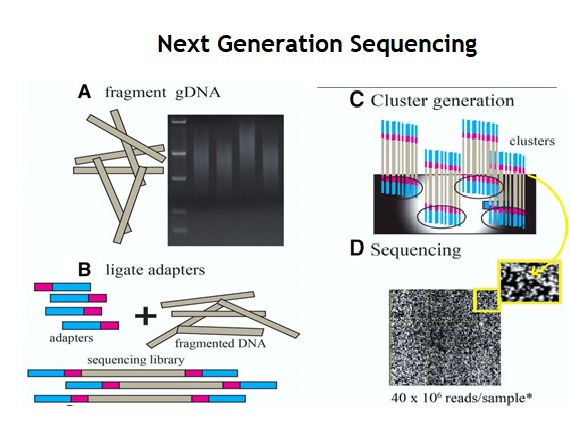 Next Generation Sequencing
A fragment gDNA
B ligate adapters
adapters
+
fragmented DNA
sequencing library
C Cluster generation
clusters
D Sequencing
40 x 10⁶ reads/sample*